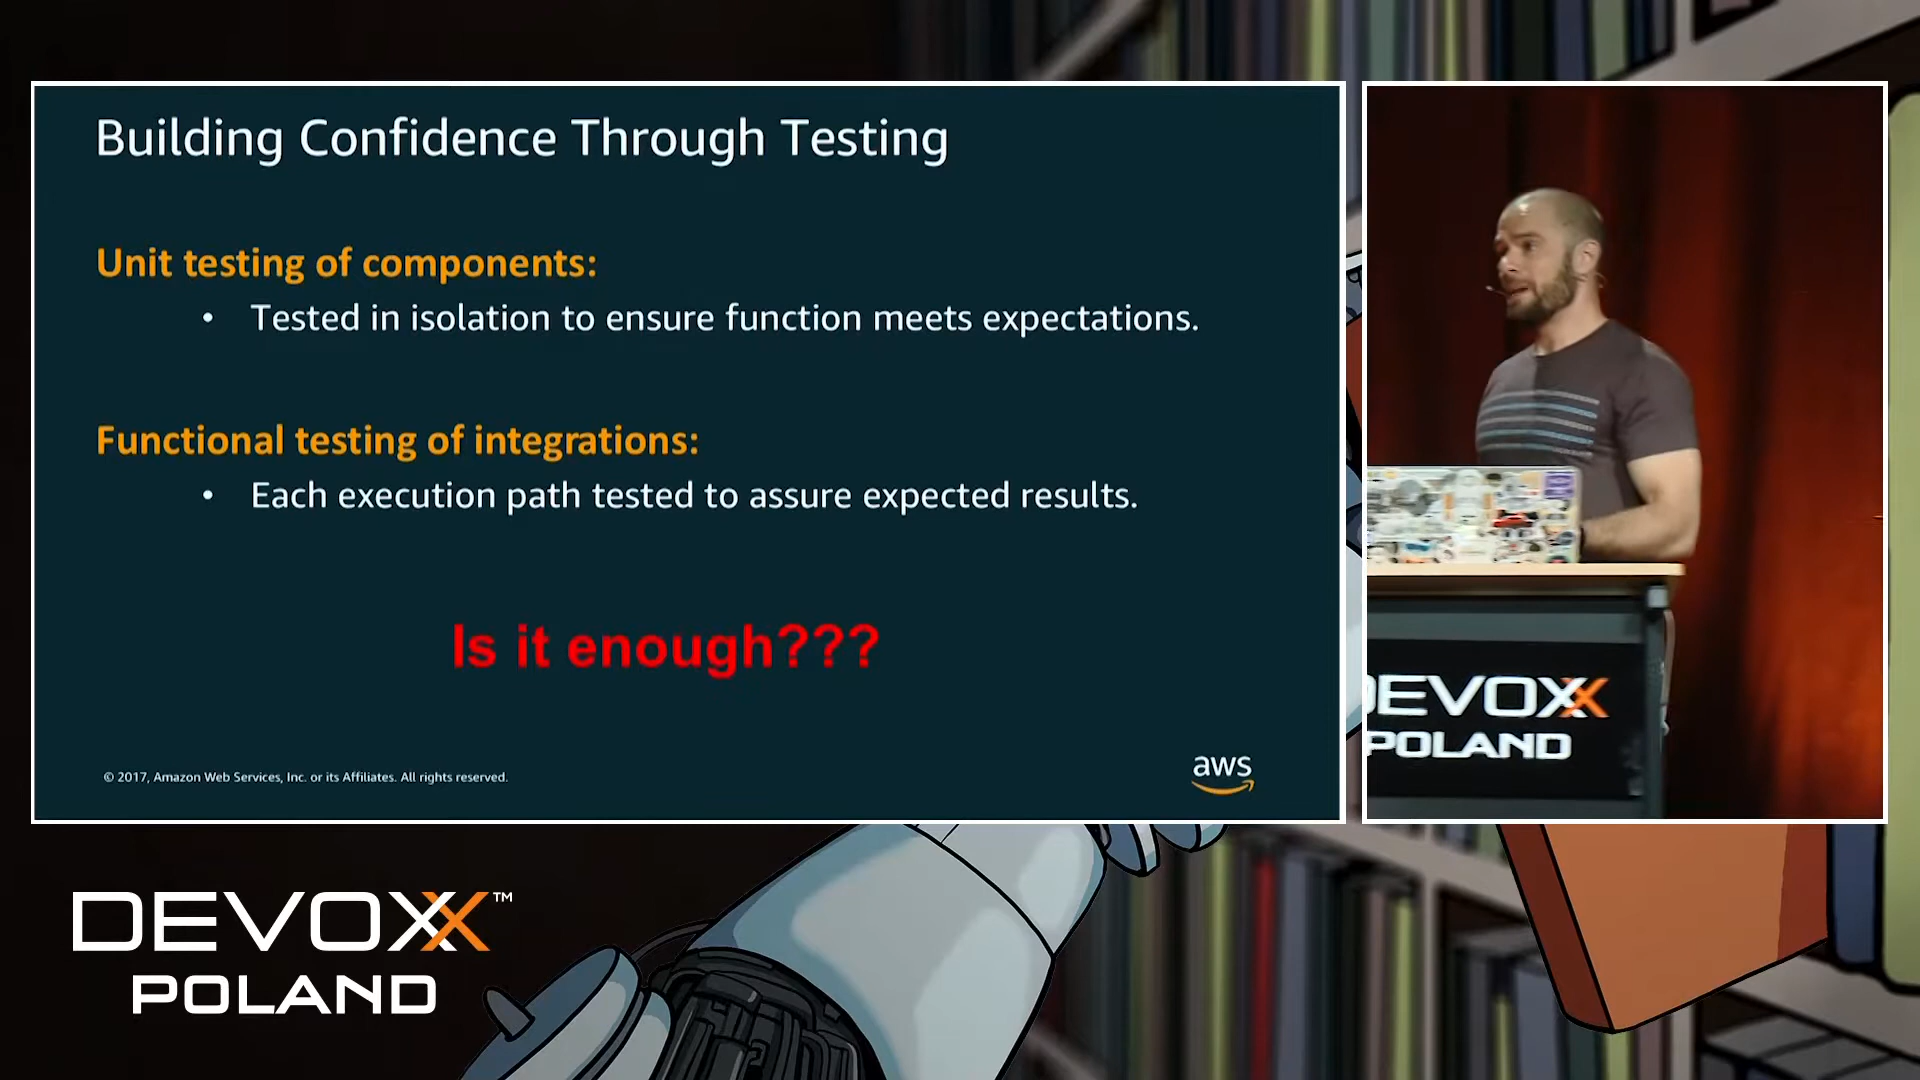 Building Confidence Through Testing
Unit testing of components:
• Tested in isolation to ensure function meets expectations.
Functional testing of integrations:
• Each execution path tested to assure expected results.
Is it enough???
© 2017, Amazon Web Services, Inc. or its Affiliates. All rights reserved.
aws
DEVOXX
POLAND
DEVOXX™
POLAND